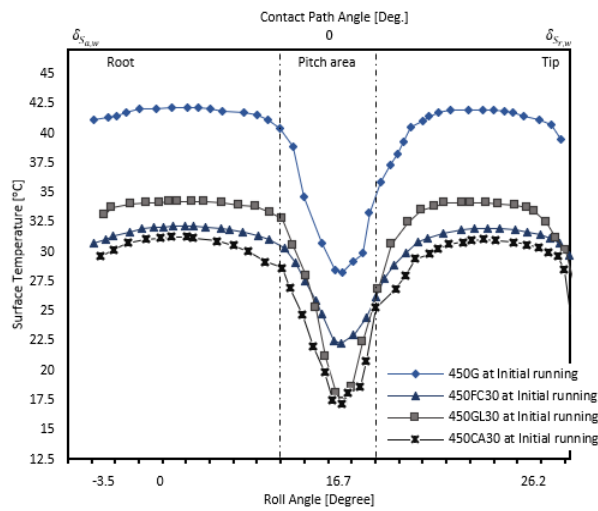 Contact Path Angle [Deg.]
δSa,w 0 δSr,w
Root Pitch area Tip
45
42.5
40
37.5
35
32.5
30
27.5
25
22.5
20
17.5
15
12.5
Surface Temperature [°C]
450G at Initial running
450FC30 at Initial running
450GL30 at Initial running
450CA30 at Initial running
-3.5 0 16.7 26.2
Roll Angle [Degree]